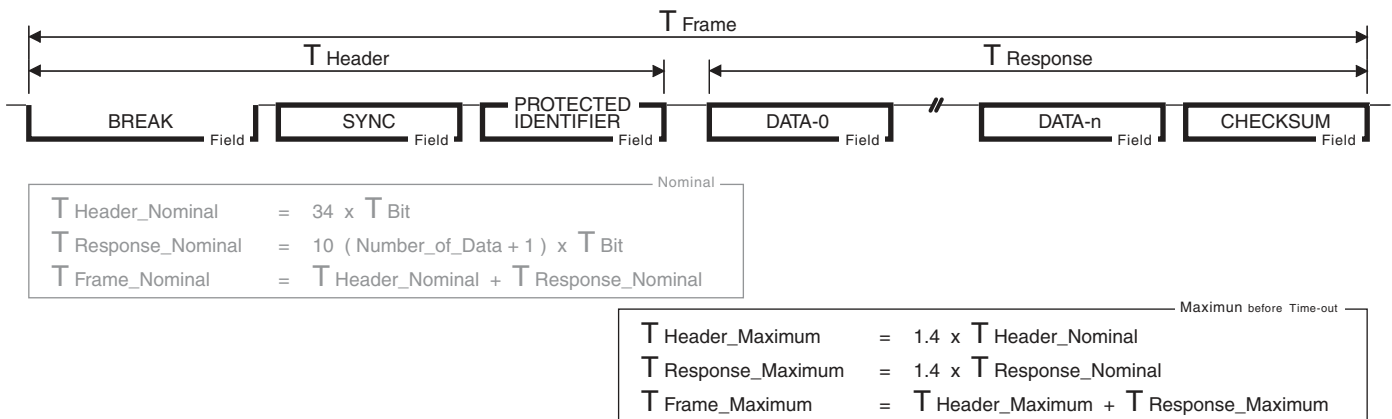 T Frame
T Header T Response
BREAK Field SYNC Field PROTECTED IDENTIFIER Field DATA-0 Field DATA-n Field CHECKSUM Field
Nominal
T Header_Nominal = 34 x T Bit
T Response_Nominal = 10 ( Number_of_Data + 1 ) x T Bit
T Frame_Nominal = T Header_Nominal + T Response_Nominal
Maximun before Time-out
T Header_Maximum = 1.4 x T Header_Nominal
T Response_Maximum = 1.4 x T Response_Nominal
T Frame_Maximum = T Header_Maximum + T Response_Maximum